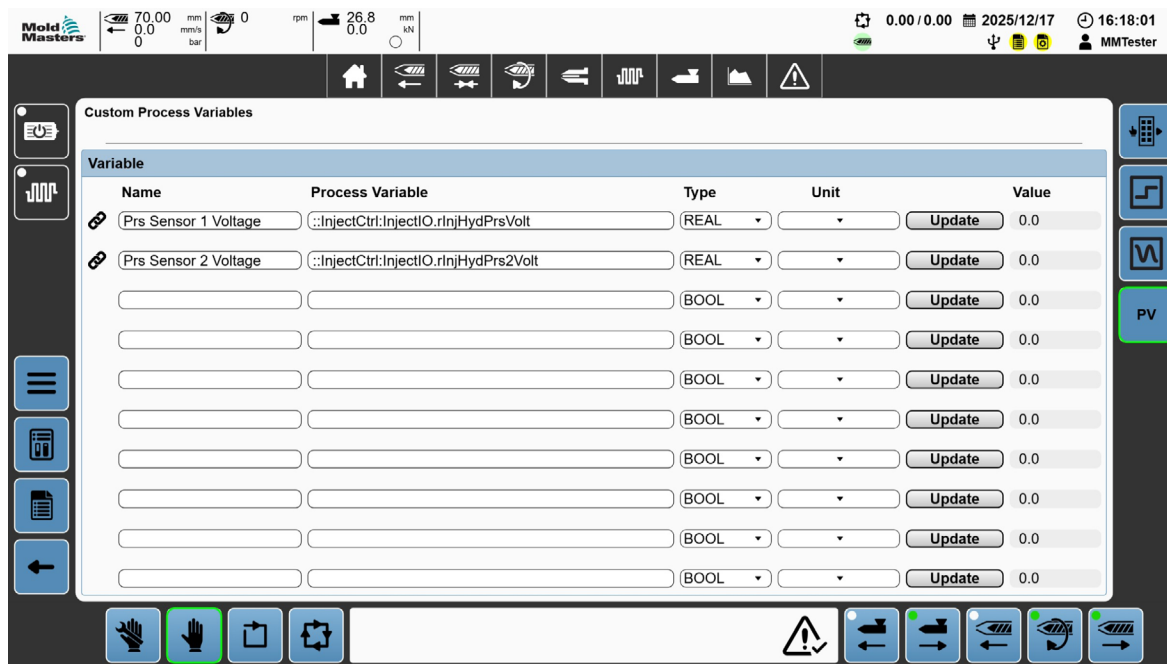 Mold Masters
70.00 mm
0.0 mm/s
0 bar
0 rpm
26.8 mm
0.0 kN
0.00 / 0.00 2025/12/17 16:18:01
MMTester
Custom Process Variables
Variable
Name Process Variable Type Unit Value
Prs Sensor 1 Voltage ::InjectCtrl:InjectIO.rInjHydPrsVolt REAL Update 0.0
Prs Sensor 2 Voltage ::InjectCtrl:InjectIO.rInjHydPrs2Volt REAL Update 0.0
BOOL Update 0.0
BOOL Update 0.0
BOOL Update 0.0
BOOL Update 0.0
BOOL Update 0.0
BOOL Update 0.0
BOOL Update 0.0
BOOL Update 0.0
PV